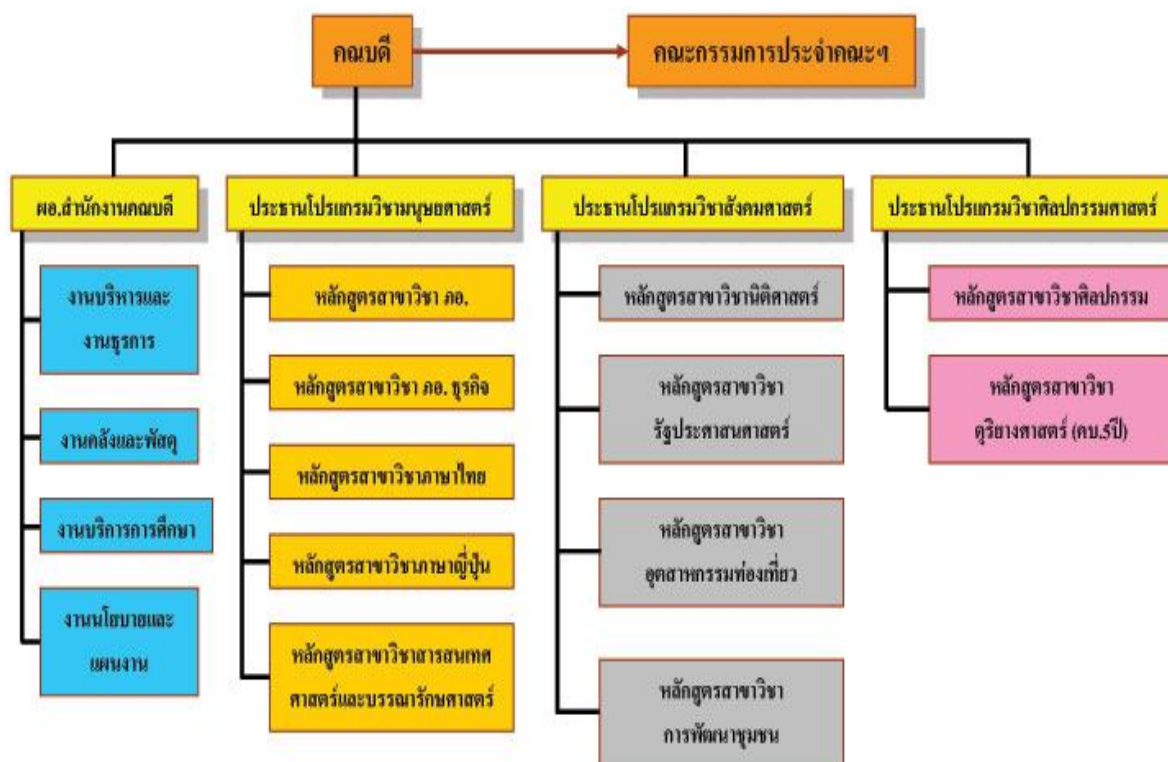 คณบดี
คณะกรรมการประจำคณะฯ
ผอ.สำนักงานคณบดี
ประธานโปรแกรมวิชามนุษยศาสตร์
ประธานโปรแกรมวิชาสังคมศาสตร์
ประธานโปรแกรมวิชาศิลปกรรมศาสตร์
งานบริหารและ
งานธุรการ
งานคลังและพัสดุ
งานบริการการศึกษา
งานนโยบายและ
แผนงาน
หลักสูตรสาขาวิชา ภอ.
หลักสูตรสาขาวิชา ภอ. ธุรกิจ
หลักสูตรสาขาวิชาภาษาไทย
หลักสูตรสาขาวิชาภาษาญี่ปุ่น
หลักสูตรสาขาวิชาสารสนเทศ
ศาสตร์และบรรณารักษศาสตร์
หลักสูตรสาขาวิชานิติศาสตร์
หลักสูตรสาขาวิชา
รัฐประศาสนศาสตร์
หลักสูตรสาขาวิชา
อุตสาหกรรมท่องเที่ยว
หลักสูตรสาขาวิชา
การพัฒนาชุมชน
หลักสูตรสาขาวิชาศิลปกรรม
หลักสูตรสาขาวิชา
ดุริยางศาสตร์ (คบ.5ปี)